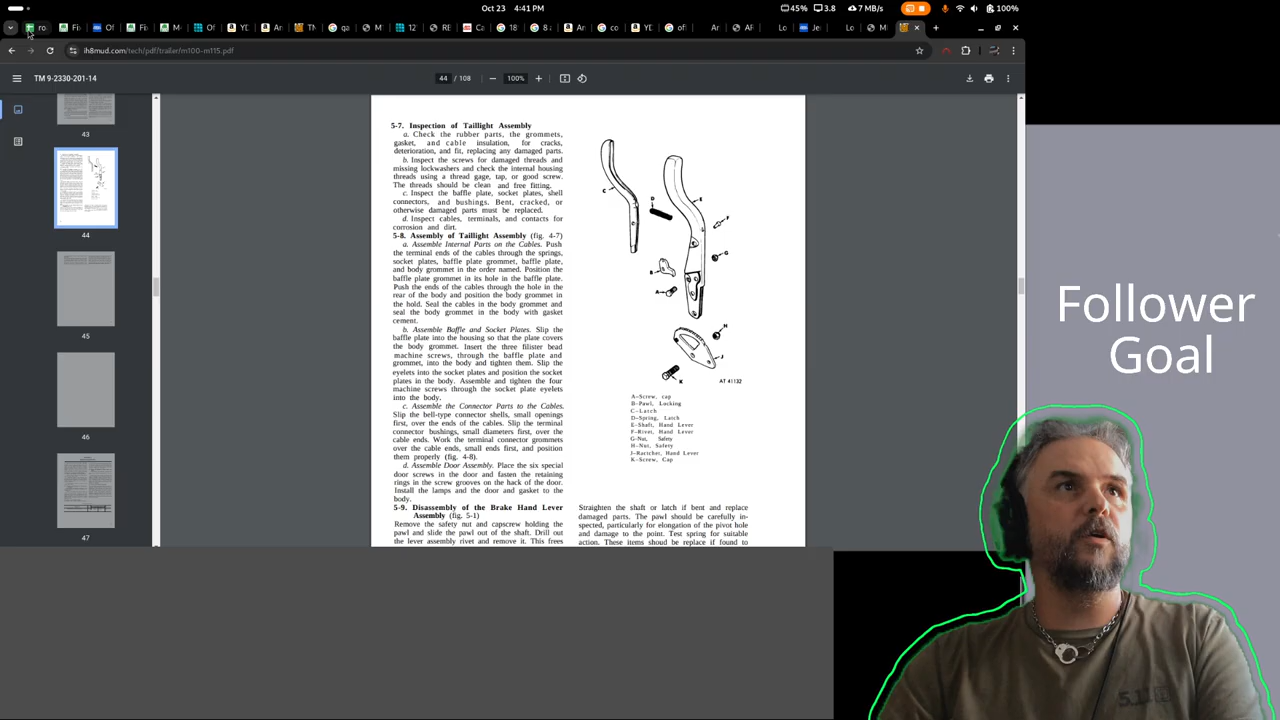 Oct 23 4:41 PM
45% 3.8 7 MB/s 100%
ro
ih8mud.com/tech/pdf/trailer/m100-m115.pdf
TM 9-2330-201-14
44 / 108
100%
43
44
45
46
47
5-7. Inspection of Taillight Assembly
a. Check the rubber parts, the grommets,
gasket, and cable insulation, for cracks,
deterioration, and fit, replacing any damaged parts.
b. Inspect the screws for damaged threads and
missing lockwashers and check the internal housing
threads using a thread gage, tap, or good screw.
The threads should be clean and free fitting.
c. Inspect the baffle plate, socket plates, shell
connectors, and bushings. Bent, cracked, or
otherwise damaged parts must be replaced.
d. Inspect cables, terminals, and contacts for
corrosion and dirt.
5-8. Assembly of Taillight Assembly (fig. 4-7)
a. Assemble Internal Parts on the Cables. Push
the terminal ends of the cables through the springs,
socket plates, baffle plate grommet, baffle plate,
and body grommet in the order named. Position the
baffle plate grommet in its hole in the baffle plate.
Push the ends of the cables through the hole in the
rear of the body and position the body grommet in
the hold. Seal the cables in the body grommet and
seal the body grommet in the body with gasket
cement.
b. Assemble Baffle and Socket Plates. Slip the
baffle plate into the housing so that the plate covers
the body grommet. Insert the three filister bead
machine screws, through the baffle plate and
grommet, into the body and tighten them. Slip the
eyelets into the socket plates and position the socket
plates in the body. Assemble and tighten the four
machine screws through the socket plate eyelets
into the body.
c. Assemble the Connector Parts to the Cables.
Slip the bell-type connector shells, small openings
first, over the ends of the cables. Slip the terminal
connector bushings, small diameters first, over the
cable ends. Work the terminal connector grommets
over the cable ends, small ends first, and position
them properly (fig. 4-8).
d. Assemble Door Assembly. Place the six special
door screws in the door and fasten the retaining
rings in the screw grooves on the hack of the door.
Install the lamps and the door and gasket to the
body.
5-9. Disassembly of the Brake Hand Lever
Assembly (fig. 5-1)
Remove the safety nut and capscrew holding the
pawl and slide the pawl out of the shaft. Drill out
the lever assembly rivet and remove it. This frees
C
D
E
F
G
B
A
H
J
K
AT 41132
A—Screw, cap
B—Pawl, Locking
C—Latch
D—Spring, Latch
E—Shaft, Hand Lever
F—Rivet, Hand Lever
G—Nut, Safety
H—Nut, Safety
J—Ractcher, Hand Lever
K—Screw, Cap
Straighten the shaft or latch if bent and replace
damaged parts. The pawl should be carefully in-
spected, particularly for elongation of the pivot hole
and damage to the point. Test spring for suitable
action. These items should be replace if found to
Follower
Goal
5.11